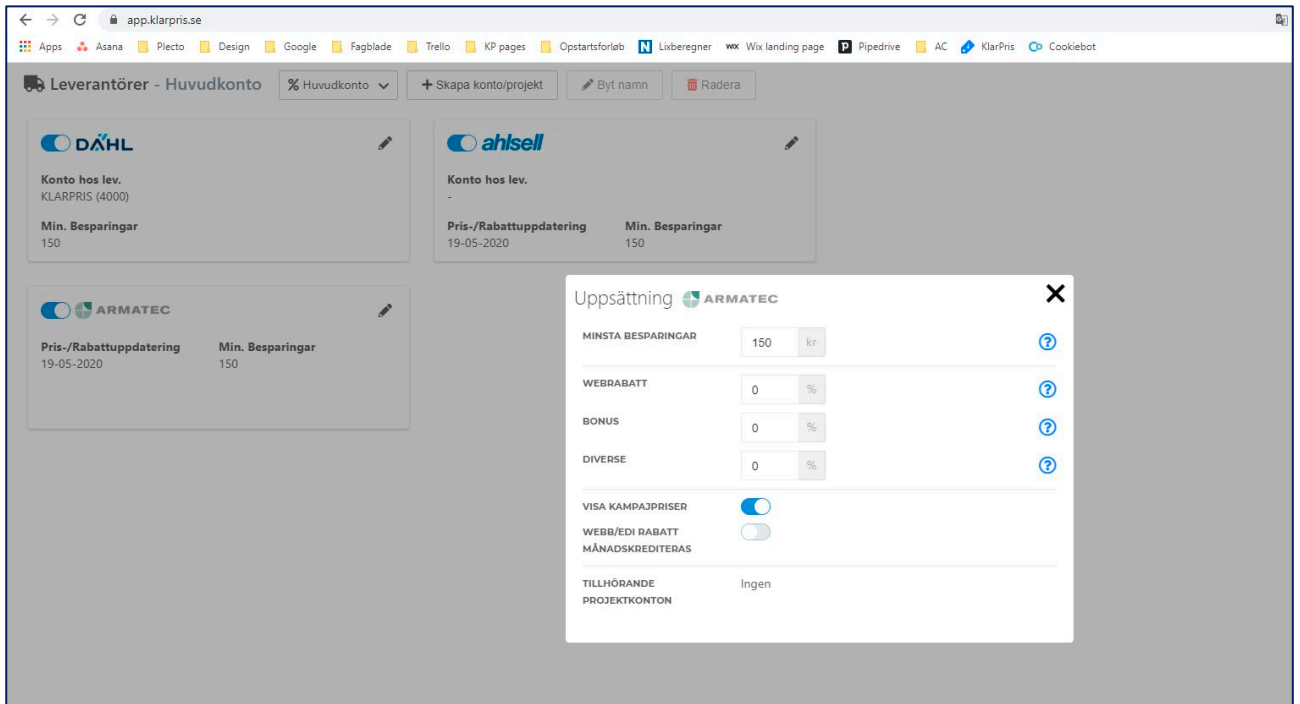 app.klarpris.se
Apps Asana Plecto Design Google Fagblade Trello KP pages Opstartsforløb Lixberegner WIX Wix landing page Pipedrive AC KlarPris Cookiebot
Leverantörer - Huvudkonto % Huvudkonto + Skapa konto/projekt Byt namn Radera
DAHL
ahlsell
Konto hos lev.
KLARPRIS (4000)
Min. Besparingar
150
Konto hos lev.
-
Pris-/Rabattuppdatering Min. Besparingar
19-05-2020 150
ARMATEC
Pris-/Rabattuppdatering Min. Besparingar
19-05-2020 150
Uppsättning ARMATEC
MINSTA BESPARINGAR 150 kr ?
WEBRABATT 0 % ?
BONUS 0 % ?
DIVERSE 0 % ?
VISA KAMPAJPRISER
WEBB/EDI RABATT
MÅNADSKREDITERAS
TILLHÖRANDE Ingen
PROJEKTKONTON